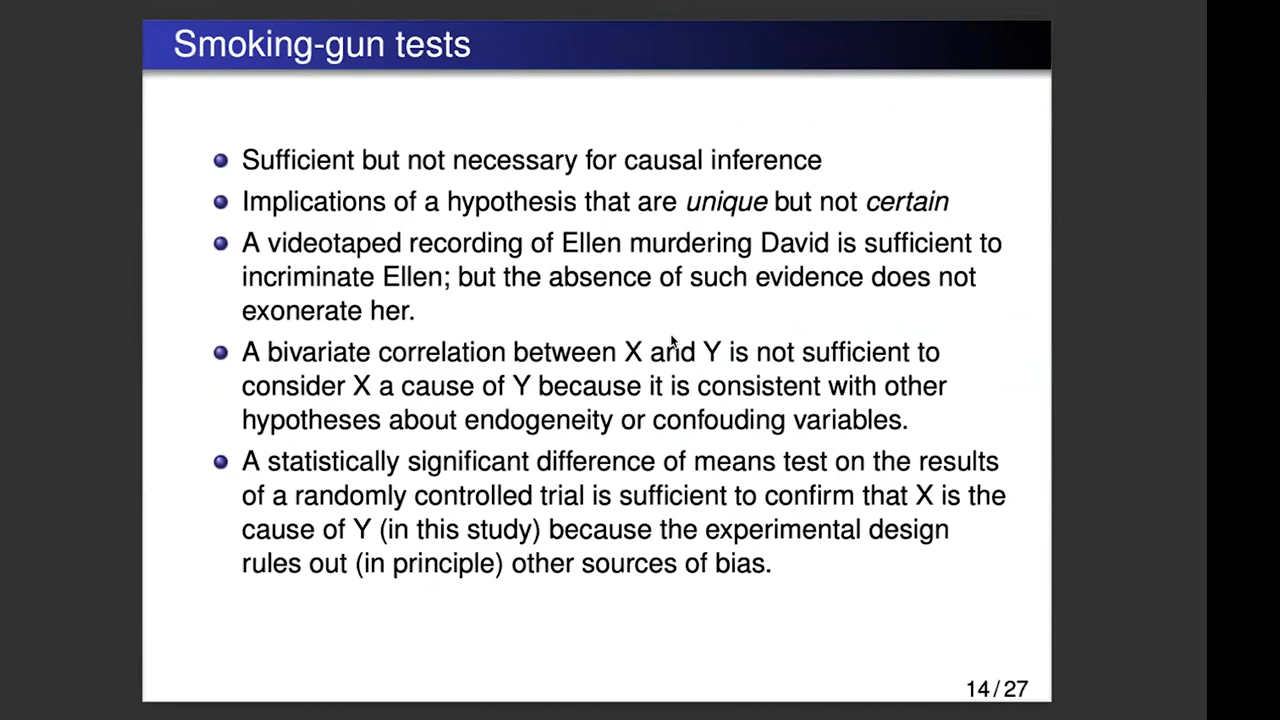 Smoking-gun tests
Sufficient but not necessary for causal inference
Implications of a hypothesis that are unique but not certain
A videotaped recording of Ellen murdering David is sufficient to
incriminate Ellen; but the absence of such evidence does not
exonerate her.
A bivariate correlation between X and Y is not sufficient to
consider X a cause of Y because it is consistent with other
hypotheses about endogeneity or confouding variables.
A statistically significant difference of means test on the results
of a randomly controlled trial is sufficient to confirm that X is the
cause of Y (in this study) because the experimental design
rules out (in principle) other sources of bias.
14 / 27